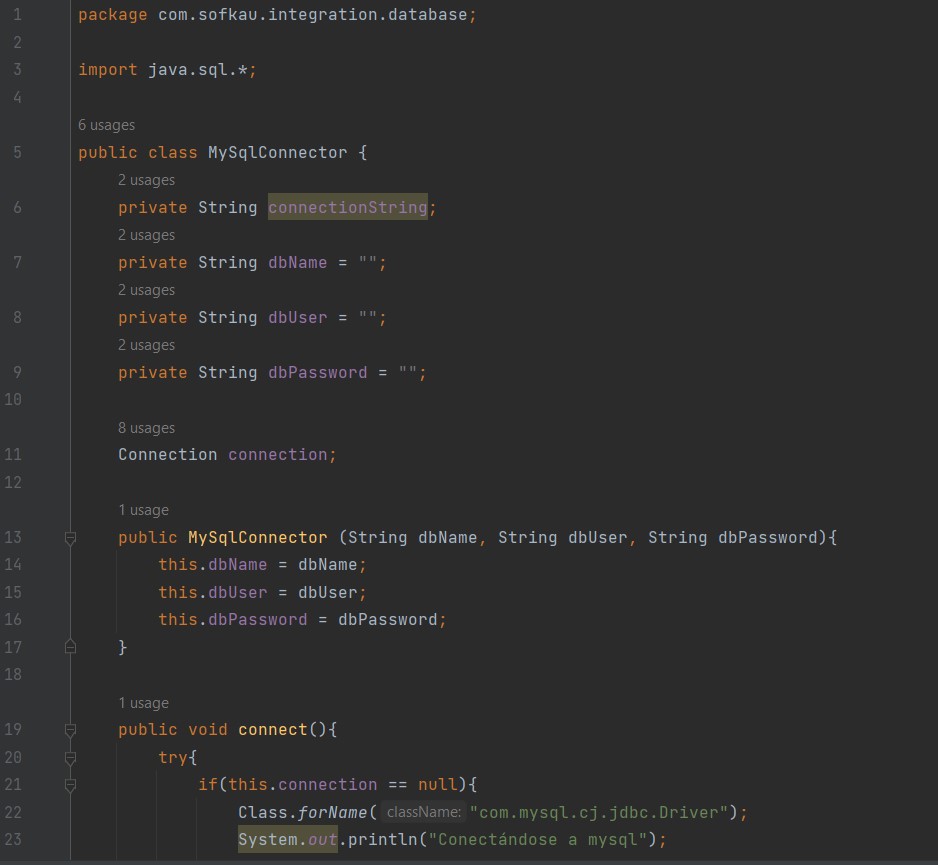 1 package com.sofkau.integration.database;
2
3 import java.sql.*;
4
6 usages
5 public class MySqlConnector {
2 usages
6 private String connectionString;
2 usages
7 private String dbName = "";
2 usages
8 private String dbUser = "";
2 usages
9 private String dbPassword = "";
10
8 usages
11 Connection connection;
12
1 usage
13 public MySqlConnector (String dbName, String dbUser, String dbPassword){
14 this.dbName = dbName;
15 this.dbUser = dbUser;
16 this.dbPassword = dbPassword;
17 }
18
1 usage
19 public void connect(){
20 try{
21 if(this.connection == null){
22 Class.forName( className: "com.mysql.cj.jdbc.Driver");
23 System.out.println("Conectándose a mysql");